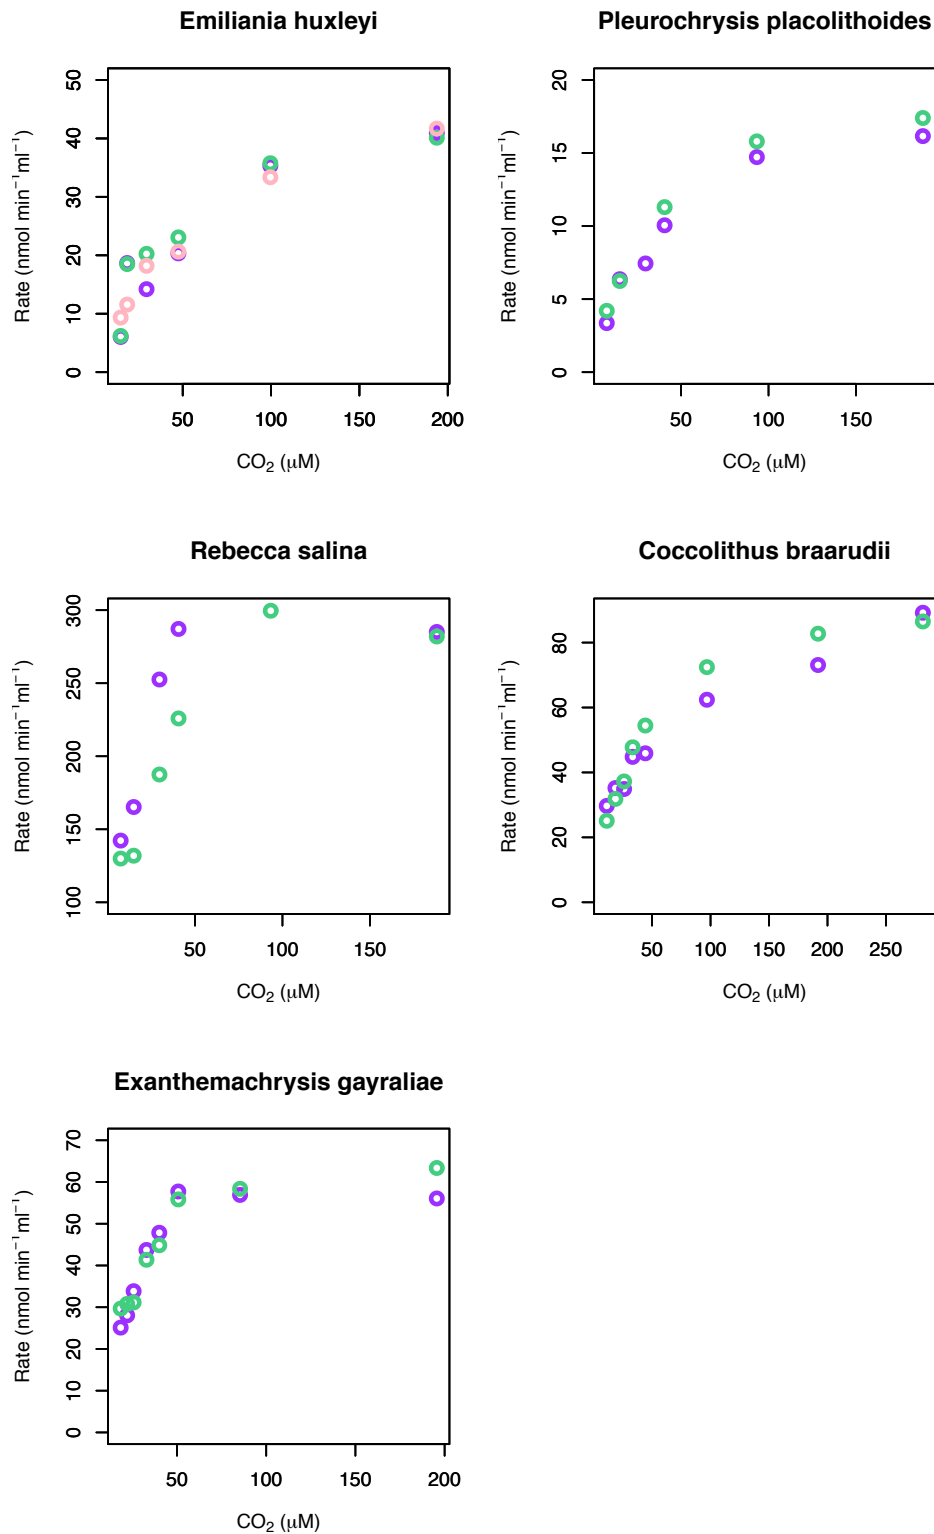 Emiliania huxleyi
Rate (nmol min⁻¹ml⁻¹)
50
40
30
20
10
0
50 100 150 200
CO₂ (μM)
Pleurochrysis placolithoides
Rate (nmol min⁻¹ml⁻¹)
20
15
10
5
0
50 100 150
CO₂ (μM)
Rebecca salina
Rate (nmol min⁻¹ml⁻¹)
300
250
200
150
100
50 100 150
CO₂ (μM)
Coccolithus braarudii
Rate (nmol min⁻¹ml⁻¹)
80
60
40
20
0
50 100 150 200 250
CO₂ (μM)
Exanthemachrysis gayraliae
Rate (nmol min⁻¹ml⁻¹)
70
60
50
40
30
20
10
0
50 100 150 200
CO₂ (μM)